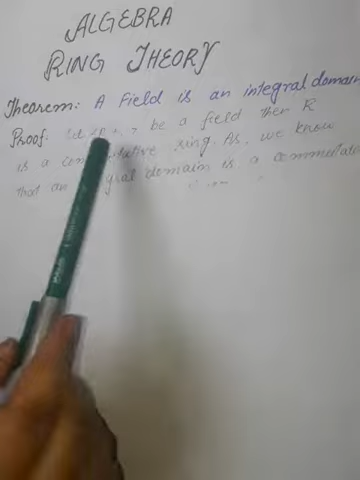 ALGEBRA
RING THEORY
Theorem: A Field is an integral domain
Proof: Let <R + . > be a field then R
is a commutative ring. As, we know
that an integral domain is a